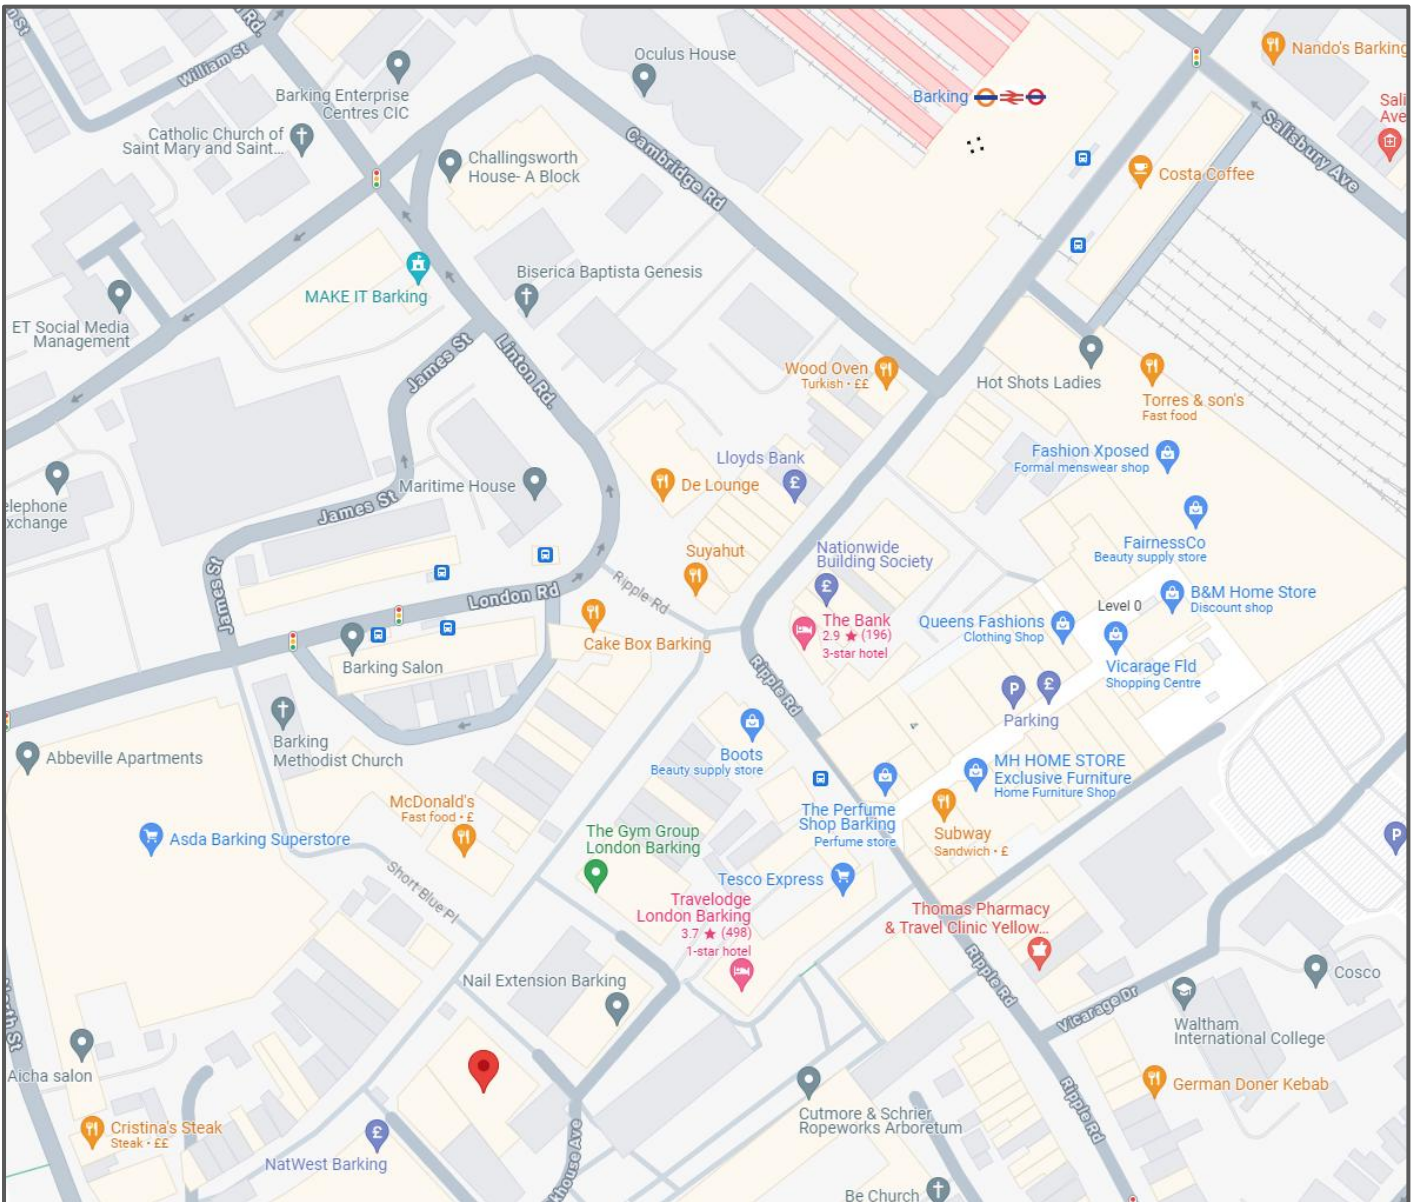 William St
Barking Enterprise
Centres CIC
Catholic Church of
Saint Mary and Saint...
Oculus House
Challingsworth
House- A Block
Cambridge Rd
Barking
Nando's Barking
Salisbury Ave
Costa Coffee
MAKE IT Barking
Biserica Baptista Genesis
ET Social Media
Management
James St
Linton Rd.
Wood Oven
Turkish • ££
Hot Shots Ladies
Torres & son's
Fast food
Fashion Xposed
Formal menswear shop
Lloyds Bank
De Lounge
Maritime House
James St
FairnessCo
Beauty supply store
Nationwide
Building Society
Suyahut
Ripple Rd
James St
London Rd
Level 0
B&M Home Store
Discount shop
The Bank
2.9 ★ (196)
3-star hotel
Queens Fashions
Clothing Shop
Cake Box Barking
Barking Salon
Vicarage Fld
Shopping Centre
Ripple Rd
P
£
Parking
Barking
Methodist Church
Abbeville Apartments
Boots
Beauty supply store
MH HOME STORE
Exclusive Furniture
Home Furniture Shop
McDonald's
Fast food • £
The Perfume
Shop Barking
Perfume store
Subway
Sandwich • £
Asda Barking Superstore
The Gym Group
London Barking
P
Short Blue Pl
Tesco Express
Travelodge
London Barking
3.7 ★ (498)
1-star hotel
Thomas Pharmacy
& Travel Clinic Yellow...
Ripple Rd
Nail Extension Barking
Cosco
Vicarage Dr
Waltham
International College
Aicha salon
German Doner Kebab
Cutmore & Schrier
Ropeworks Arboretum
Ripple Rd
Cristina's Steak
Steak • ££
NatWest Barking
Be Church